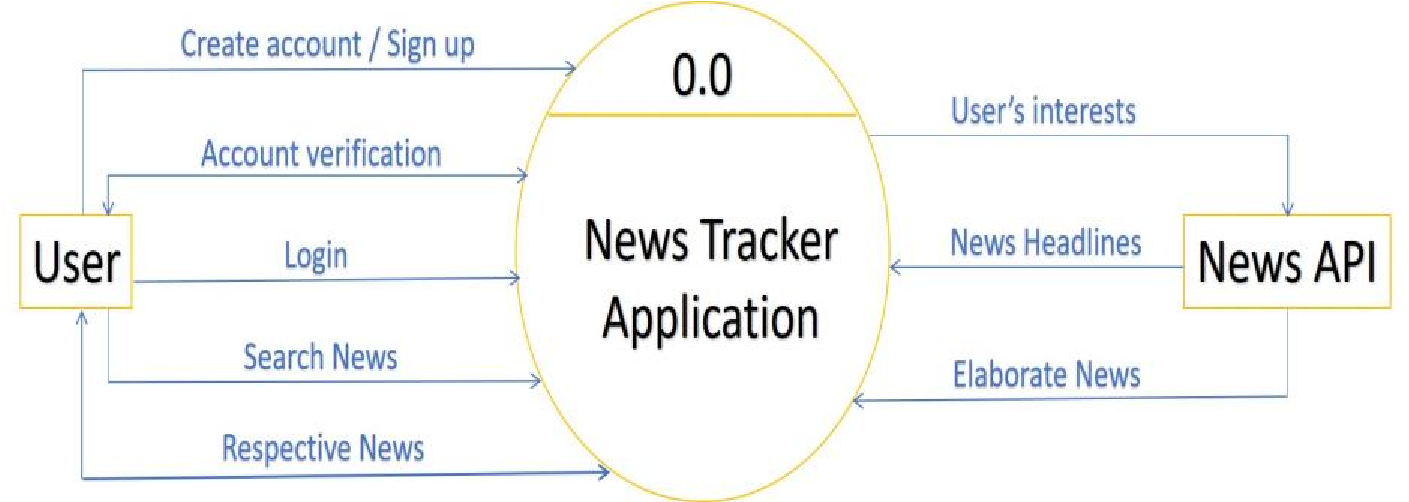 Create account / Sign up
0.0
User's interests
Account verification
News Tracker
Application
User
Login
News Headlines
News API
Search News
Elaborate News
Respective News